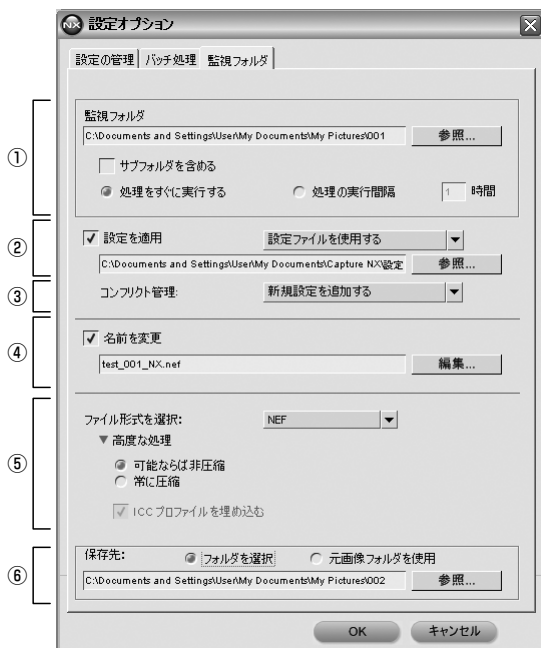 NX 設定オプション
設定の管理 バッチ処理 監視フォルダ
①
監視フォルダ
C:\Documents and Settings\User\My Documents\My Pictures\001 参照...
サブフォルダを含める
処理をすぐに実行する 処理の実行間隔 1 時間
②
設定を適用 設定ファイルを使用する
C:\Documents and Settings\User\My Documents\Capture NX\設定 参照...
③
コンフリクト管理: 新規設定を追加する
④
名前を変更
test_001_NX.nef 編集...
⑤
ファイル形式を選択: NEF
高度な処理
可能ならば非圧縮
常に圧縮
ICC プロファイルを埋め込む
⑥
保存先: フォルダを選択 元画像フォルダを使用
C:\Documents and Settings\User\My Documents\My Pictures\002 参照...
OK キャンセル